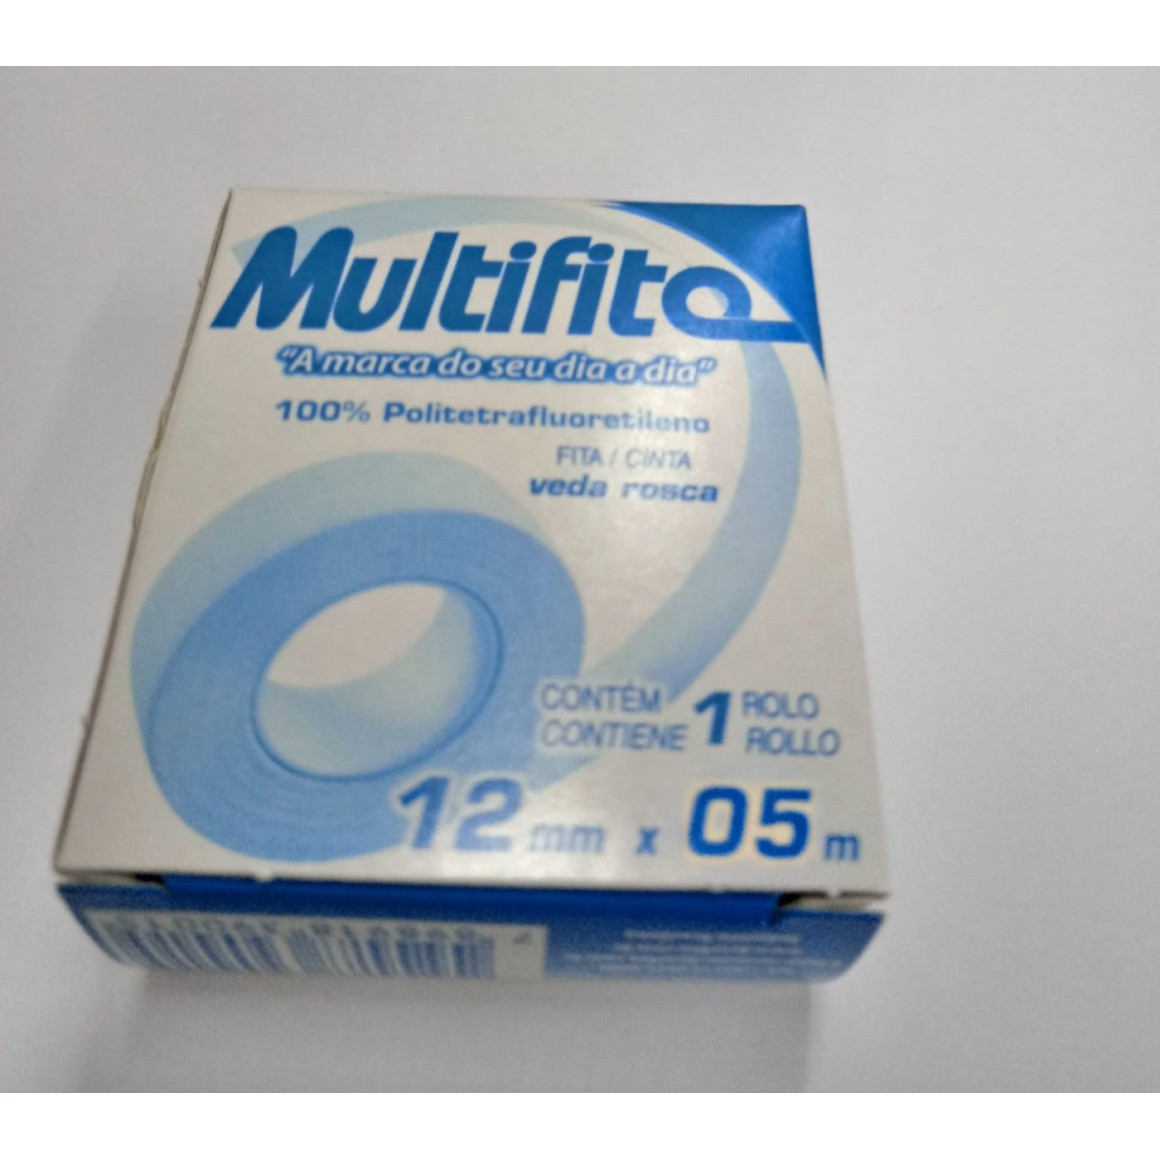 Multifita
"A marca do seu dia a dia"
100% Politetrafluoretileno
FITA / CINTA
veda rosca
CONTÉM 1 ROLO
CONTIENE ROLLO
12 mm x 05 m